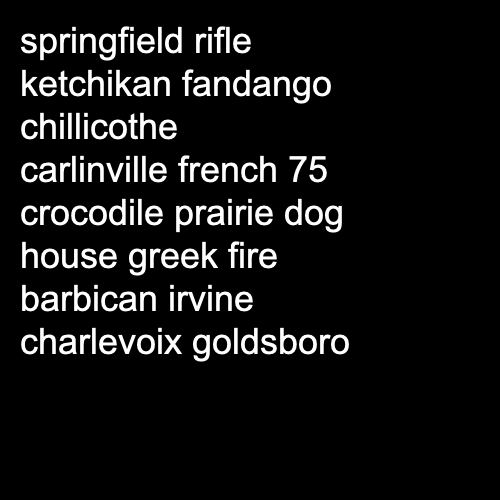 springfield rifle
ketchikan fandango
chillicothe
carlinville french 75
crocodile prairie dog
house greek fire
barbican irvine
charlevoix goldsboro